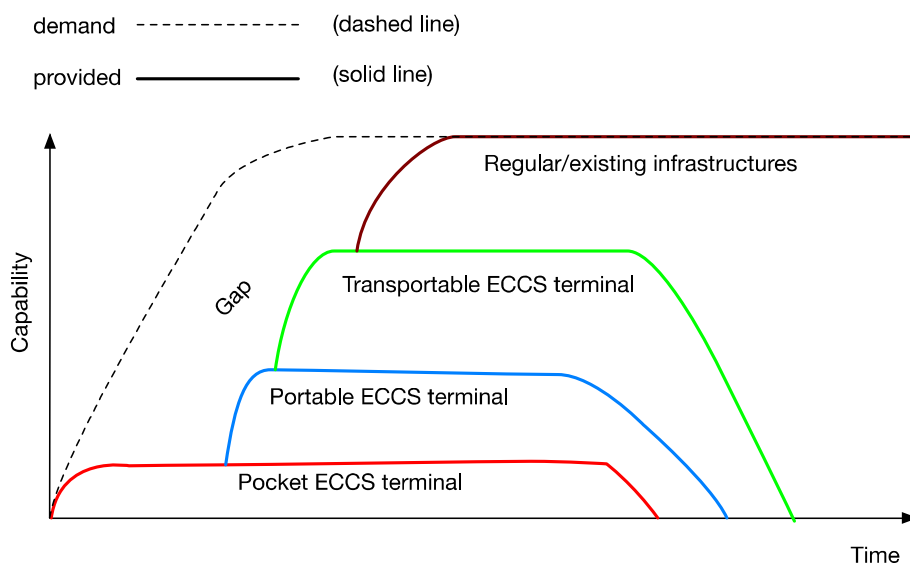 demand (dashed line)
provided (solid line)
Regular/existing infrastructures
Capability
Gap
Transportable ECCS terminal
Portable ECCS terminal
Pocket ECCS terminal
Time